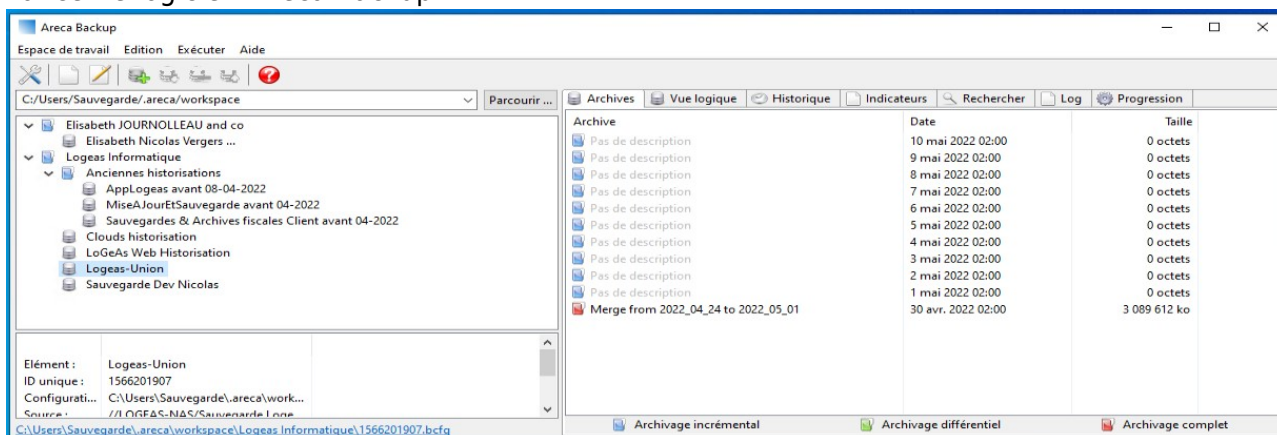 Areca Backup
Espace de travail Edition Exécuter Aide
C:/Users/Sauvegarde/.areca/workspace Parcourir ...
Archives Vue logique Historique Indicateurs Rechercher Log Progression
Elisabeth JOURNOLLEAU and co
Elisabeth Nicolas Vergers ...
Logeas Informatique
Anciennes historisations
AppLogeas avant 08-04-2022
MiseAJourEtSauvegarde avant 04-2022
Sauvegardes & Archives fiscales Client avant 04-2022
Clouds historisation
LoGeAs Web Historisation
Logeas-Union
Sauvegarde Dev Nicolas
Elément : Logeas-Union
ID unique : 1566201907
Configurati... C:\Users\Sauvegarde\.areca\work...
Source : //LOGEAS-NAS/Sauvegarde Loge...
C:\Users\Sauvegarde\.areca\workspace\Logeas Informatique\1566201907.bcfg
Archive Date Taille
Pas de description 10 mai 2022 02:00 0 octets
Pas de description 9 mai 2022 02:00 0 octets
Pas de description 8 mai 2022 02:00 0 octets
Pas de description 7 mai 2022 02:00 0 octets
Pas de description 6 mai 2022 02:00 0 octets
Pas de description 5 mai 2022 02:00 0 octets
Pas de description 4 mai 2022 02:00 0 octets
Pas de description 3 mai 2022 02:00 0 octets
Pas de description 2 mai 2022 02:00 0 octets
Pas de description 1 mai 2022 02:00 0 octets
Merge from 2022_04_24 to 2022_05_01 30 avr. 2022 02:00 3 089 612 ko
Archivage incrémental Archivage différentiel Archivage complet